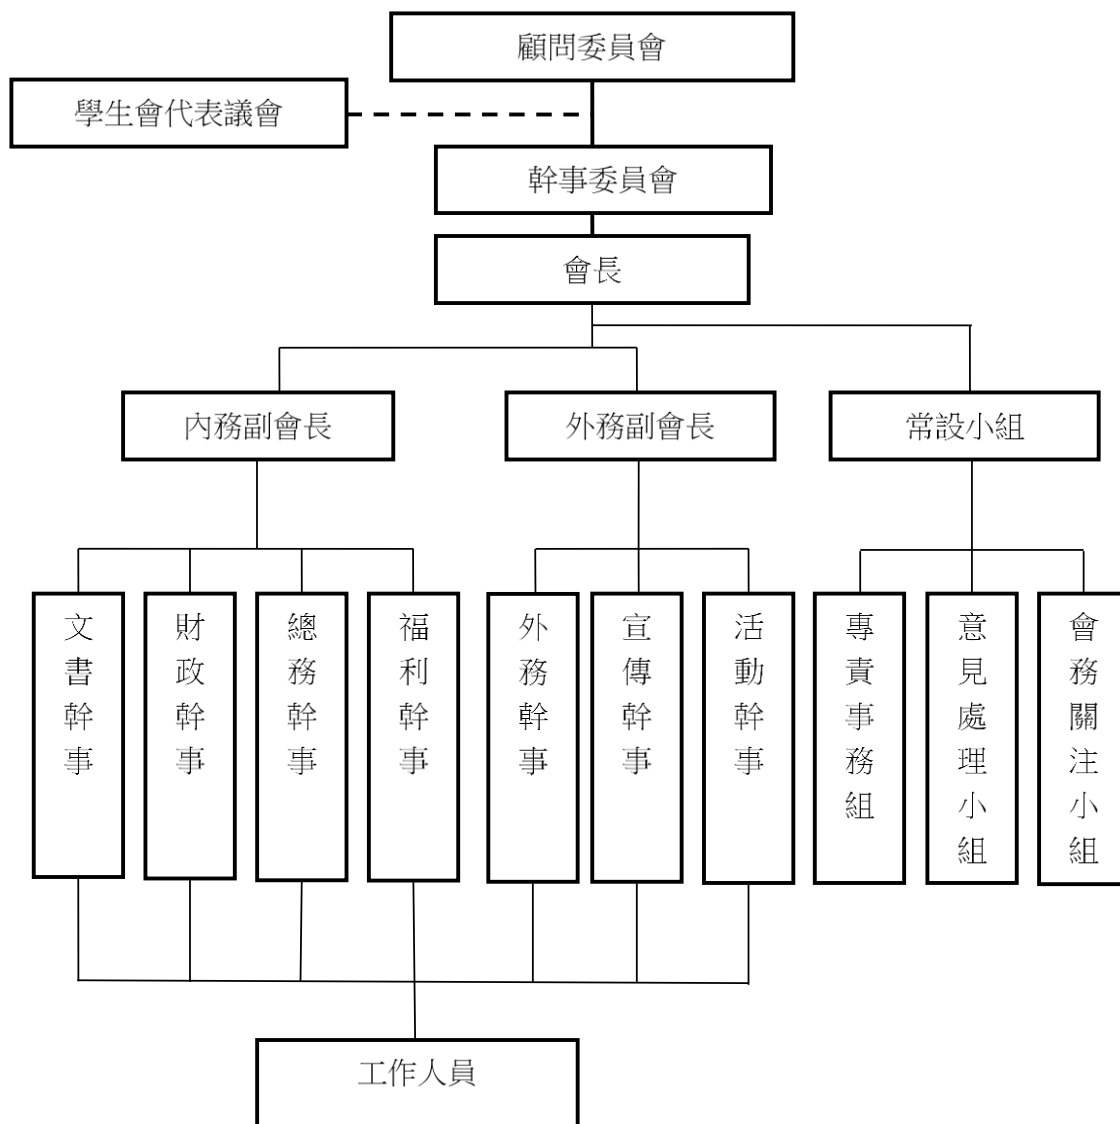 顧問委員會
學生會代表議會
幹事委員會
會長
內務副會長
外務副會長
常設小組
文書幹事
財政幹事
總務幹事
福利幹事
外務幹事
宣傳幹事
活動幹事
專責事務組
意見處理小組
會務關注小組
工作人員